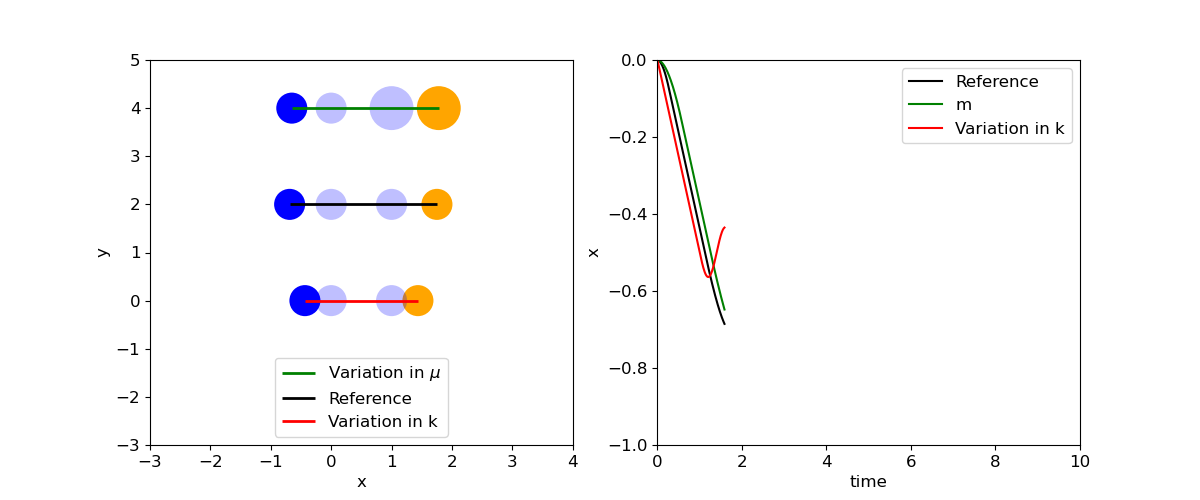 5
4
3
2
1
0
−1
−2
−3
y
−3 −2 −1 0 1 2 3 4
x
Variation in μ
Reference
Variation in k
0.0
−0.2
−0.4
−0.6
−0.8
−1.0
x
0 2 4 6 8 10
time
Reference
m
Variation in k